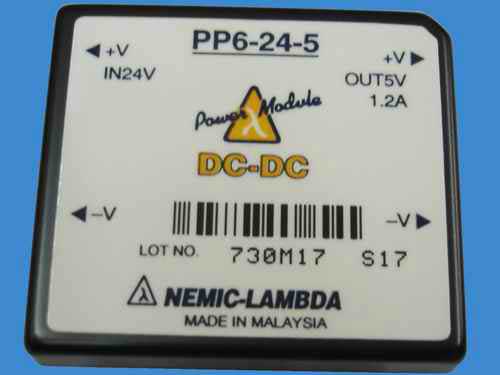 PP6-24-5
+V +V
IN24V OUT5V
1.2A
Power λ Module
DC-DC
-V -V
LOT NO. 730M17 S17
λ NEMIC-LAMBDA
MADE IN MALAYSIA